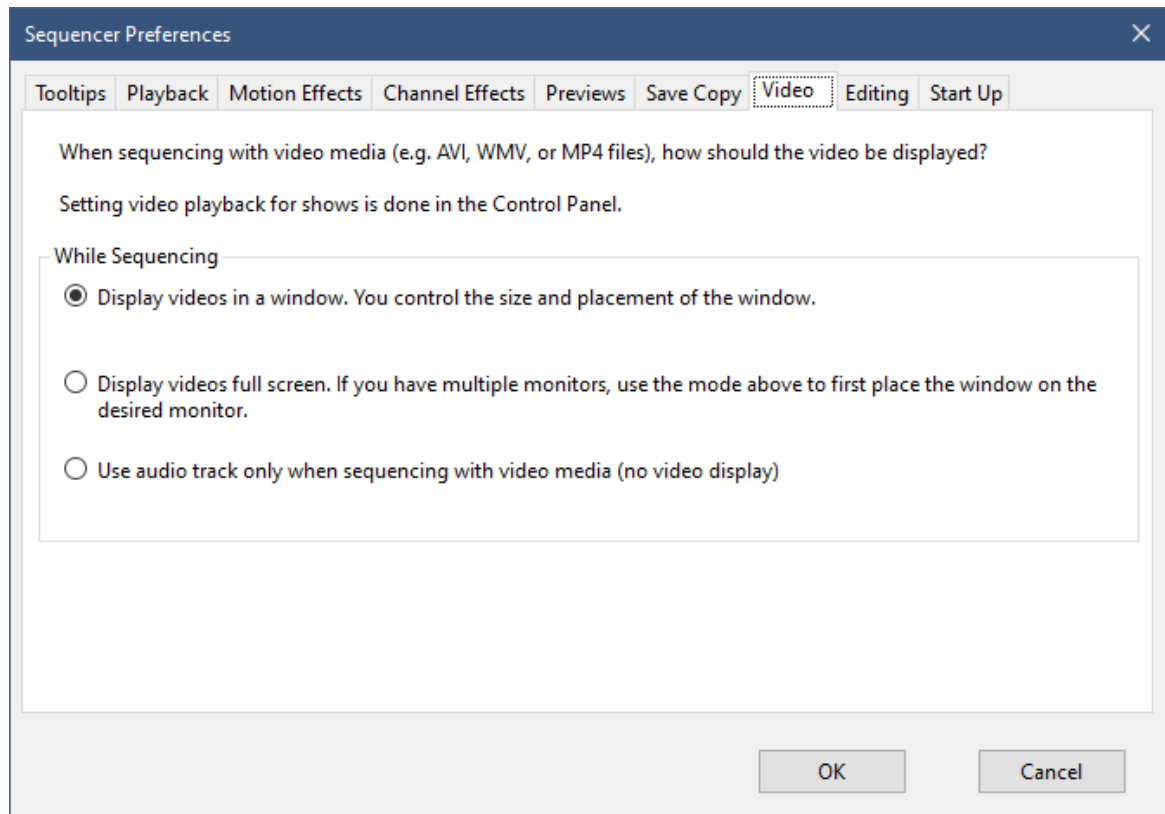 Sequencer Preferences
Tooltips Playback Motion Effects Channel Effects Previews Save Copy Video Editing Start Up
When sequencing with video media (e.g. AVI, WMV, or MP4 files), how should the video be displayed?
Setting video playback for shows is done in the Control Panel.
While Sequencing
Display videos in a window. You control the size and placement of the window.
Display videos full screen. If you have multiple monitors, use the mode above to first place the window on the
desired monitor.
Use audio track only when sequencing with video media (no video display)
OK Cancel